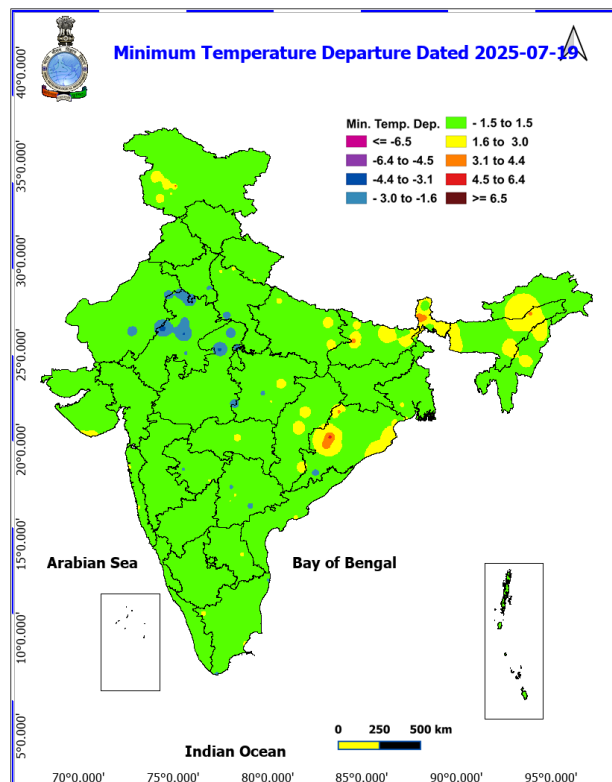 Minimum Temperature Departure Dated 2025-07-19
Min. Temp. Dep.
<= -6.5
-6.4 to -4.5
-4.4 to -3.1
- 3.0 to -1.6
- 1.5 to 1.5
1.6 to 3.0
3.1 to 4.4
4.5 to 6.4
>= 6.5
40°0.000'
35°0.000'
30°0.000'
25°0.000'
20°0.000'
15°0.000'
10°0.000'
5°0.000'
Arabian Sea
Bay of Bengal
Indian Ocean
0 250 500 km
70°0.000' 75°0.000' 80°0.000' 85°0.000' 90°0.000' 95°0.000'